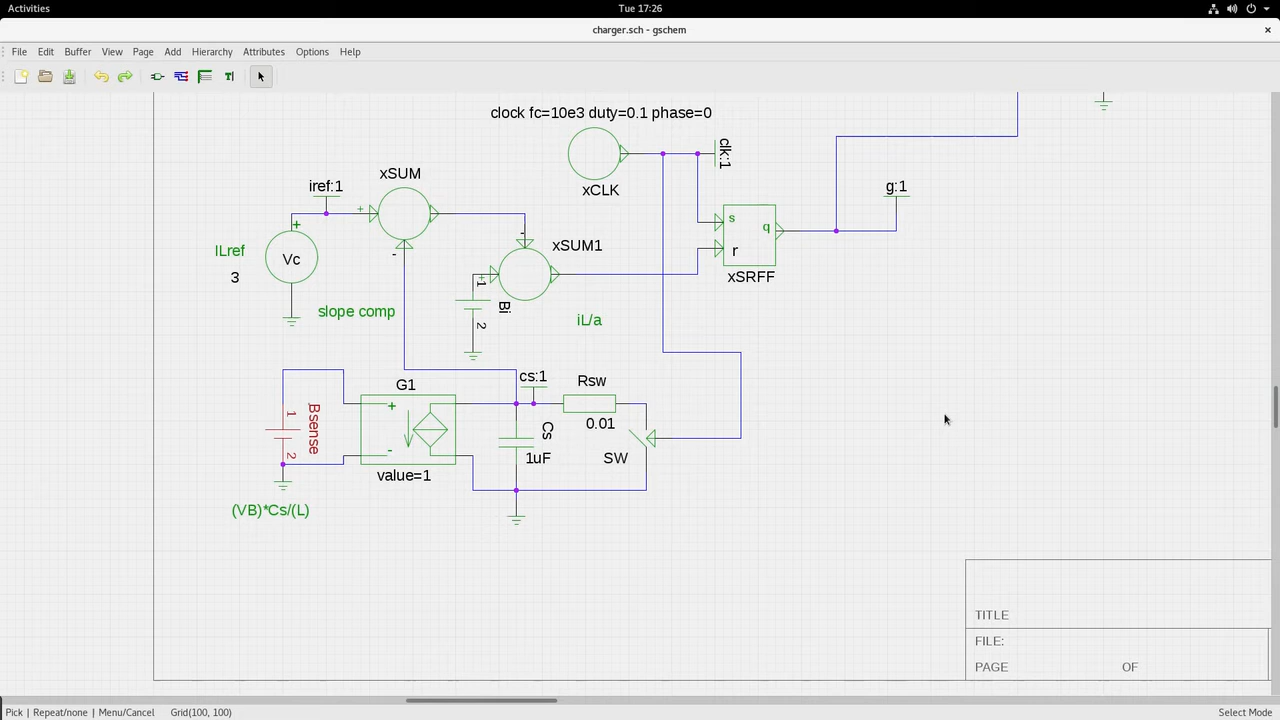 Activities
Tue 17:26
charger.sch - gschem
×
File Edit Buffer View Page Add Hierarchy Attributes Options Help
clock fc=10e3 duty=0.1 phase=0
clk:1
xCLK
xSUM
iref:1
+
-
+
ILref
3
Vc
slope comp
-
xSUM1
+
1
2
Bi
iL/a
s
r
q
xSRFF
g:1
G1
+
-
value=1
1
2
Bsense
(VB)*Cs/(L)
cs:1
Cs
1uF
Rsw
0.01
SW
TITLE
FILE:
PAGE OF
Pick | Repeat/none | Menu/Cancel Grid(100, 100)
Select Mode